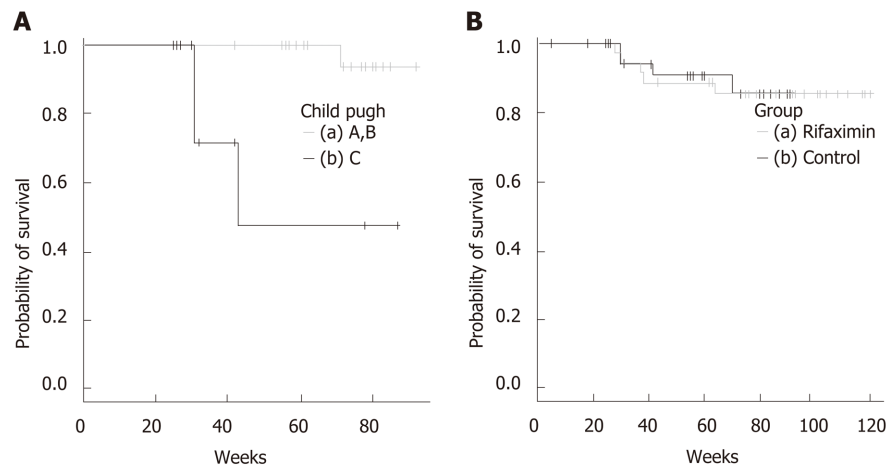 A
1.0
0.8
0.6
0.4
0.2
0.0
Probability of survival
Child pugh
(a) A,B
(b) C
0 20 40 60 80
Weeks
B
1.0
0.8
0.6
0.4
0.2
0.0
Probability of survival
Group
(a) Rifaximin
(b) Control
0 20 40 60 80 100 120
Weeks